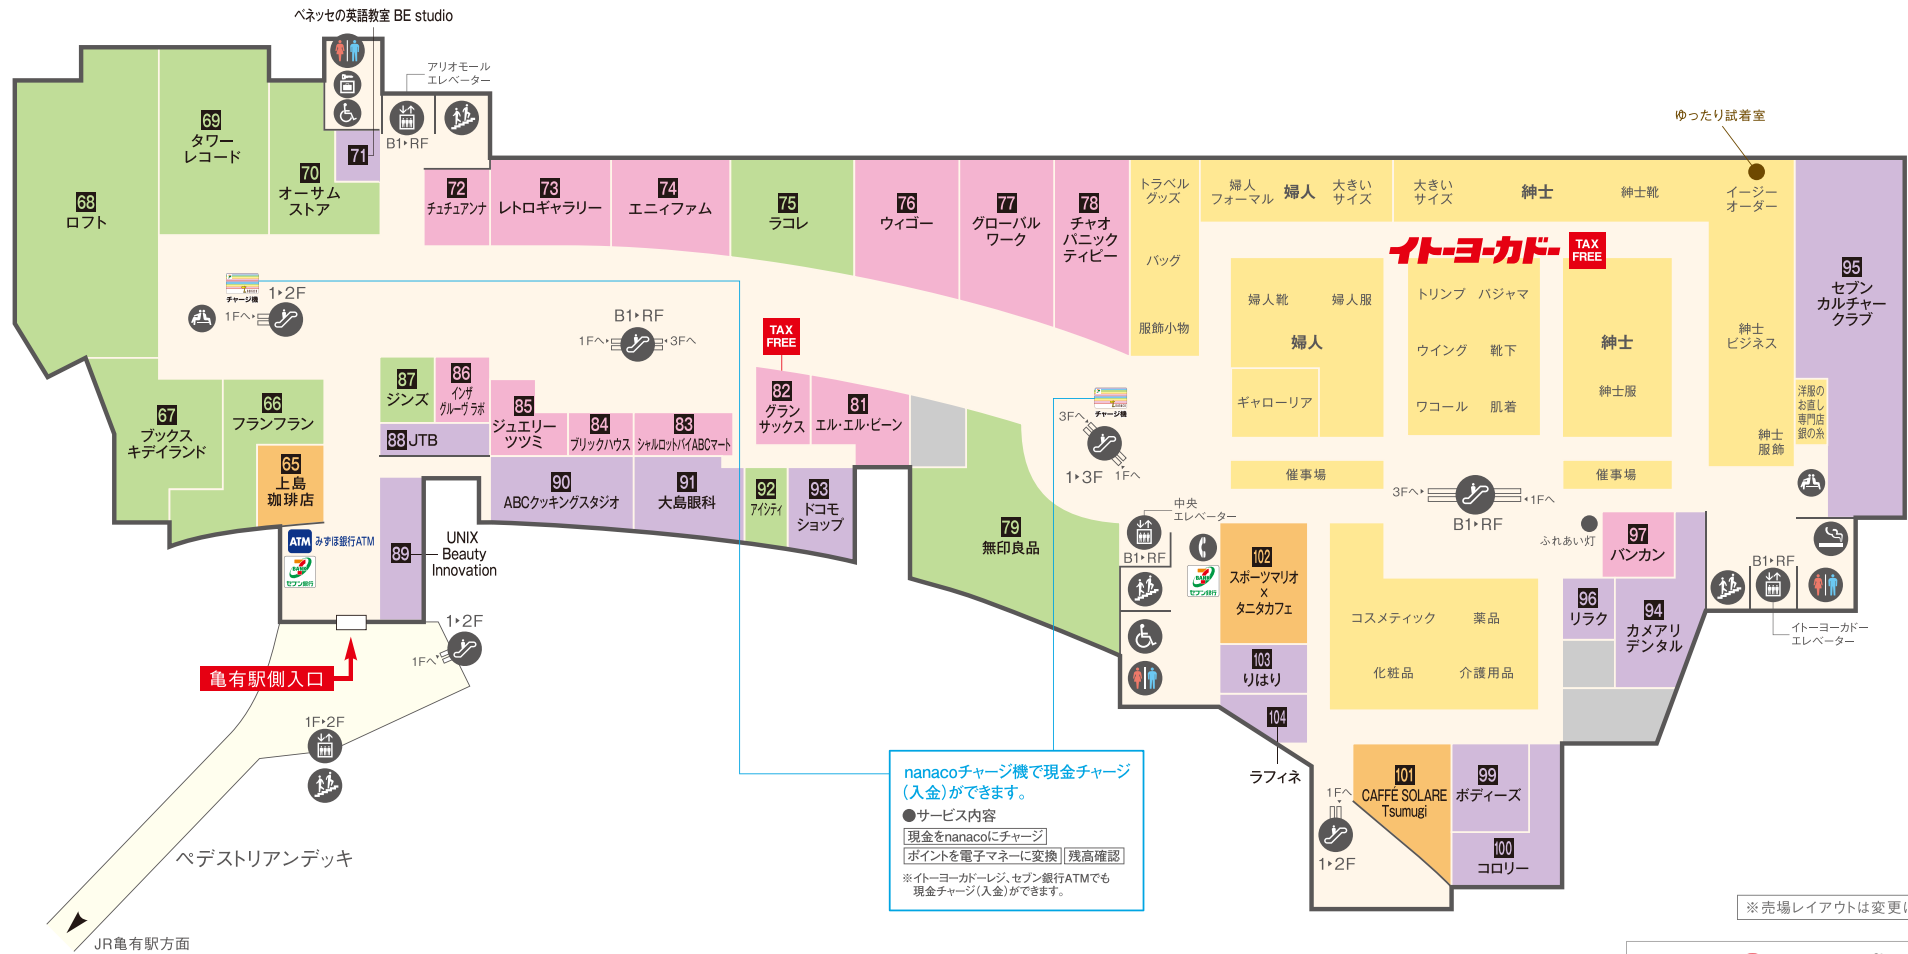 ベネッセの英語教室 BE studio
アリオモール
エレベーター
B1▸RF
69
タワー
レコード
70
オーサム
ストア
71
68
ロフト
72
チュチュアンナ
73
レトロギャラリー
74
エニィファム
75
ラコレ
76
ウィゴー
77
グローバル
ワーク
78
チャオ
パニック
ティピー
トラベル
グッズ
バッグ
服飾小物
婦人
フォーマル
婦人
大きい
サイズ
大きい
サイズ
紳士
紳士靴
ゆったり試着室
イージー
オーダー
イトーヨーカドー
TAX
FREE
95
セブン
カルチャー
クラブ
婦人靴
婦人服
婦人
ギャローリア
トリンプ
パジャマ
ウイング
靴下
ワコール
肌着
紳士
紳士服
紳士
ビジネス
紳士
服飾
洋服の
お直し
専門店
銀の糸
催事場
催事場
チャージ機
1▸2F
1Fへ▸
B1▸RF
1Fへ▸
◂3Fへ
TAX
FREE
67
ブックス
キデイランド
66
フランフラン
65
上島
珈琲店
87
ジンズ
86
インザ
グルーヴ ラボ
88 JTB
85
ジュエリー
ツツミ
84
ブリックハウス
83
シャルロットバイABCマート
82
グラン
サックス
81
エル・エル・ビーン
90
ABCクッキングスタジオ
91
大島眼科
92
アイシティ
93
ドコモ
ショップ
89
UNIX
Beauty
Innovation
ATM みずほ銀行ATM
セブン銀行
チャージ機
3Fへ
1▸3F
1Fへ
79
無印良品
中央
エレベーター
B1▸RF
セブン銀行
3Fへ▸
◂1Fへ
B1▸RF
ふれあい灯
97
バンカン
96
リラク
94
カメアリ
デンタル
B1▸RF
イトーヨーカドー
エレベーター
102
スポーツマリオ
×
タニタカフェ
103
りはり
104
ラフィネ
コスメティック
薬品
化粧品
介護用品
101
CAFFÉ SOLARE
Tsumugi
99
ボディーズ
100
コロリー
1Fへ
1▸2F
亀有駅側入口
1▸2F
1Fへ
1F▸2F
ペデストリアンデッキ
JR亀有駅方面
nanacoチャージ機で現金チャージ
(入金)ができます。
●サービス内容
現金をnanacoにチャージ
ポイントを電子マネーに変換 残高確認
※イトーヨーカドーレジ、セブン銀行ATMでも
現金チャージ(入金)ができます。
※売場レイアウトは変更に